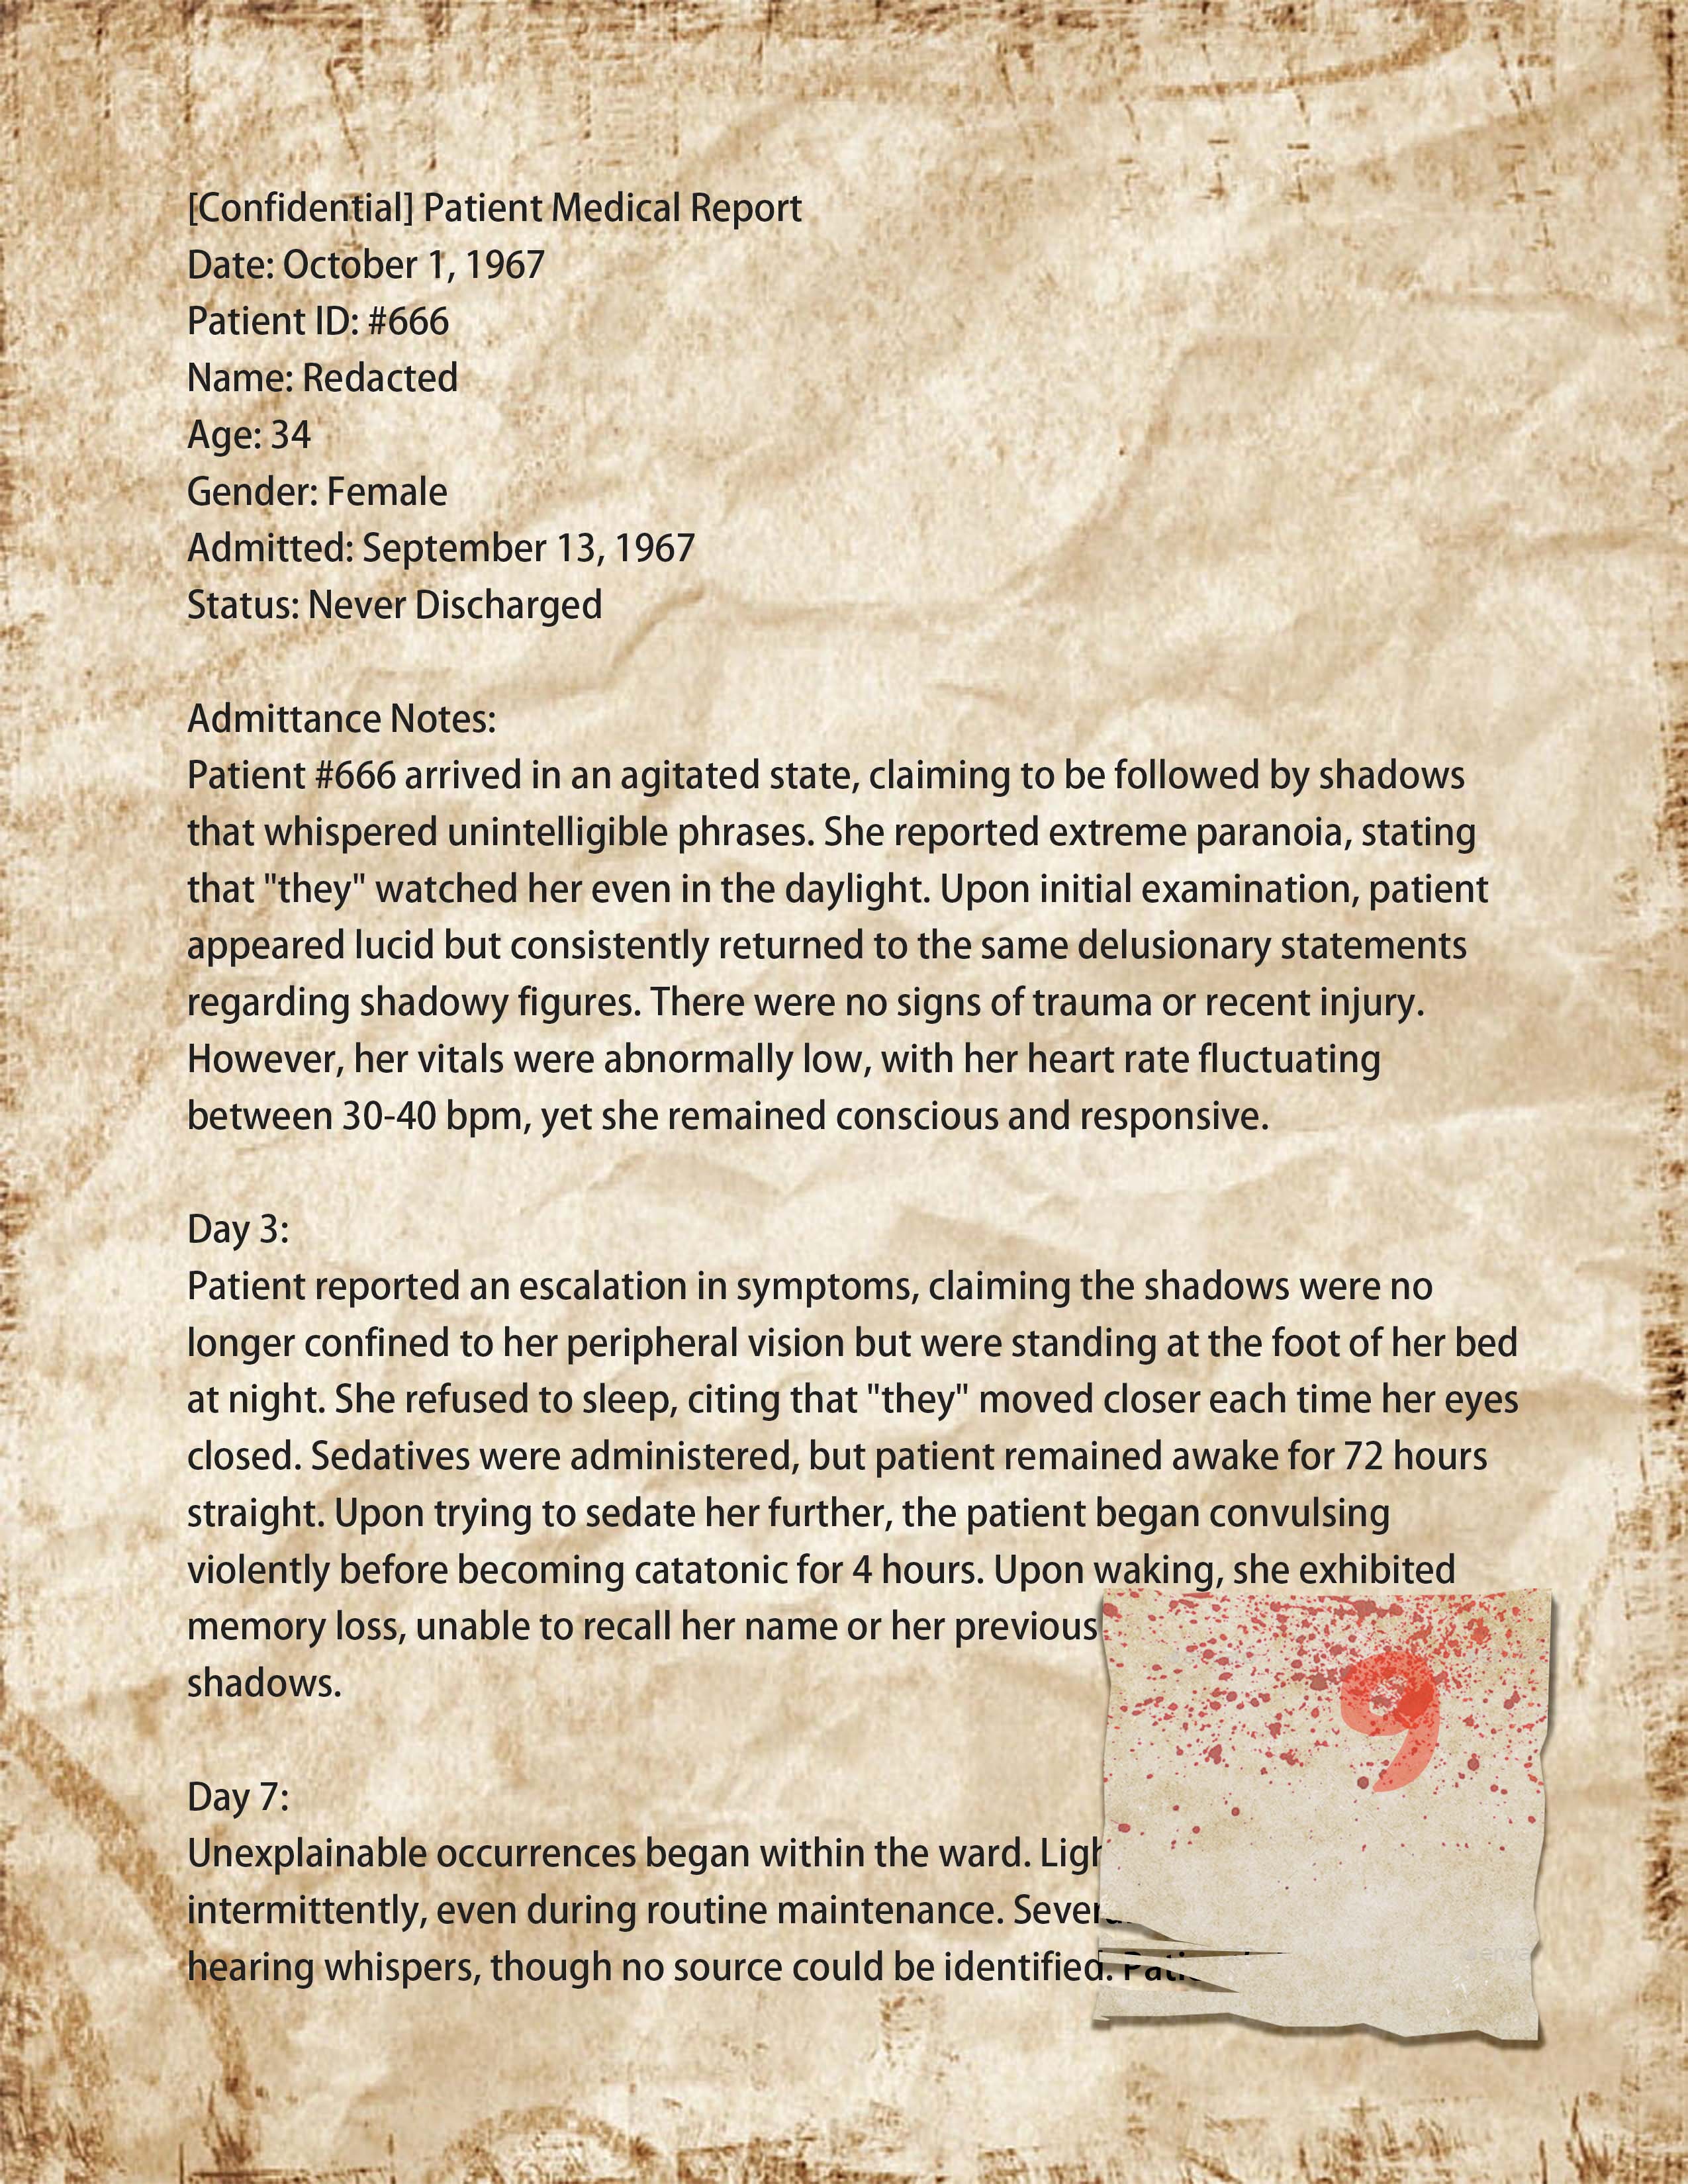 [Confidential] Patient Medical Report
Date: October 1, 1967
Patient ID: #666
Name: Redacted
Age: 34
Gender: Female
Admitted: September 13, 1967
Status: Never Discharged
Admittance Notes:
Patient #666 arrived in an agitated state, claiming to be followed by shadows
that whispered unintelligible phrases. She reported extreme paranoia, stating
that "they" watched her even in the daylight. Upon initial examination, patient
appeared lucid but consistently returned to the same delusionary statements
regarding shadowy figures. There were no signs of trauma or recent injury.
However, her vitals were abnormally low, with her heart rate fluctuating
between 30-40 bpm, yet she remained conscious and responsive.
Day 3:
Patient reported an escalation in symptoms, claiming the shadows were no
longer confined to her peripheral vision but were standing at the foot of her bed
at night. She refused to sleep, citing that "they" moved closer each time her eyes
closed. Sedatives were administered, but patient remained awake for 72 hours
straight. Upon trying to sedate her further, the patient began convulsing
violently before becoming catatonic for 4 hours. Upon waking, she exhibited
memory loss, unable to recall her name or her previous
shadows.
9
Day 7:
Unexplainable occurrences began within the ward.
intermittently, even during routine maintenance.
hearing whispers, though no source could be identified.